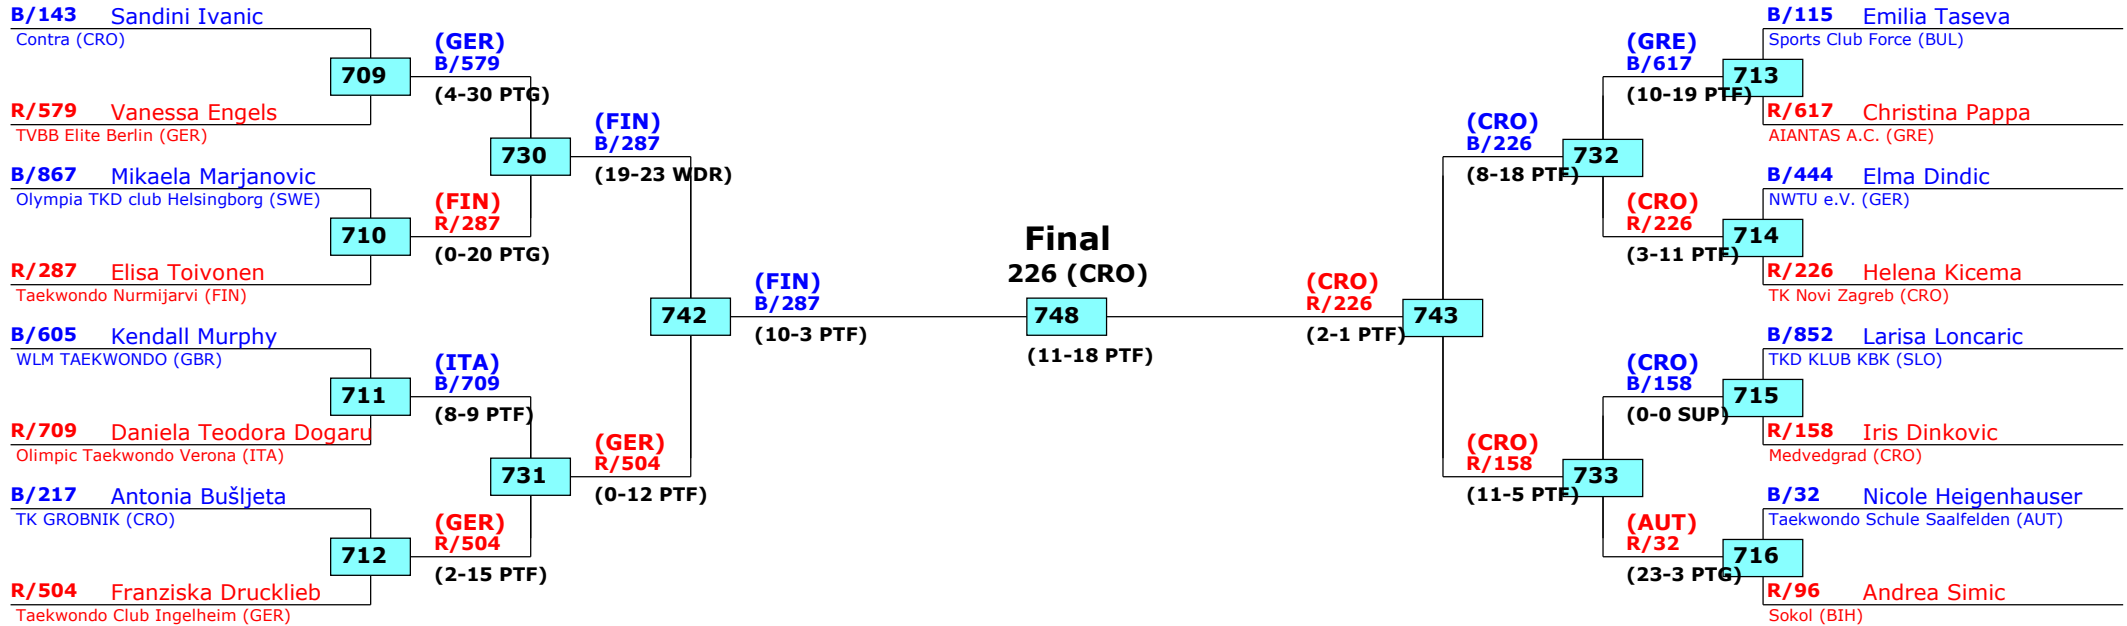 B/143 Sandini Ivanic
Contra (CRO)
709
R/579 Vanessa Engels
TVBB Elite Berlin (GER)
(GER)
B/579
(4-30 PTG)
B/867 Mikaela Marjanovic
Olympia TKD club Helsingborg (SWE)
710
R/287 Elisa Toivonen
Taekwondo Nurmijarvi (FIN)
(FIN)
R/287
(0-20 PTG)
730
(FIN)
B/287
(19-23 WDR)
B/605 Kendall Murphy
WLM TAEKWONDO (GBR)
711
R/709 Daniela Teodora Dogaru
Olimpic Taekwondo Verona (ITA)
(ITA)
B/709
(8-9 PTF)
B/217 Antonia Bušljeta
TK GROBNIK (CRO)
712
R/504 Franziska Drucklieb
Taekwondo Club Ingelheim (GER)
(GER)
R/504
(2-15 PTF)
731
(GER)
R/504
(0-12 PTF)
742
(FIN)
B/287
(10-3 PTF)
Final
226 (CRO)
748
(11-18 PTF)
(CRO)
R/226
(2-1 PTF)
743
(CRO)
B/226
(8-18 PTF)
732
(GRE)
B/617
(10-19 PTF)
713
B/115 Emilia Taseva
Sports Club Force (BUL)
R/617 Christina Pappa
AIANTAS A.C. (GRE)
(CRO)
R/226
(3-11 PTF)
714
B/444 Elma Dindic
NWTU e.V. (GER)
R/226 Helena Kicema
TK Novi Zagreb (CRO)
(CRO)
R/158
(11-5 PTF)
733
(CRO)
B/158
(0-0 SUP)
715
B/852 Larisa Loncaric
TKD KLUB KBK (SLO)
R/158 Iris Dinkovic
Medvedgrad (CRO)
(AUT)
R/32
(23-3 PTG)
716
B/32 Nicole Heigenhauser
Taekwondo Schule Saalfelden (AUT)
R/96 Andrea Simic
Sokol (BIH)